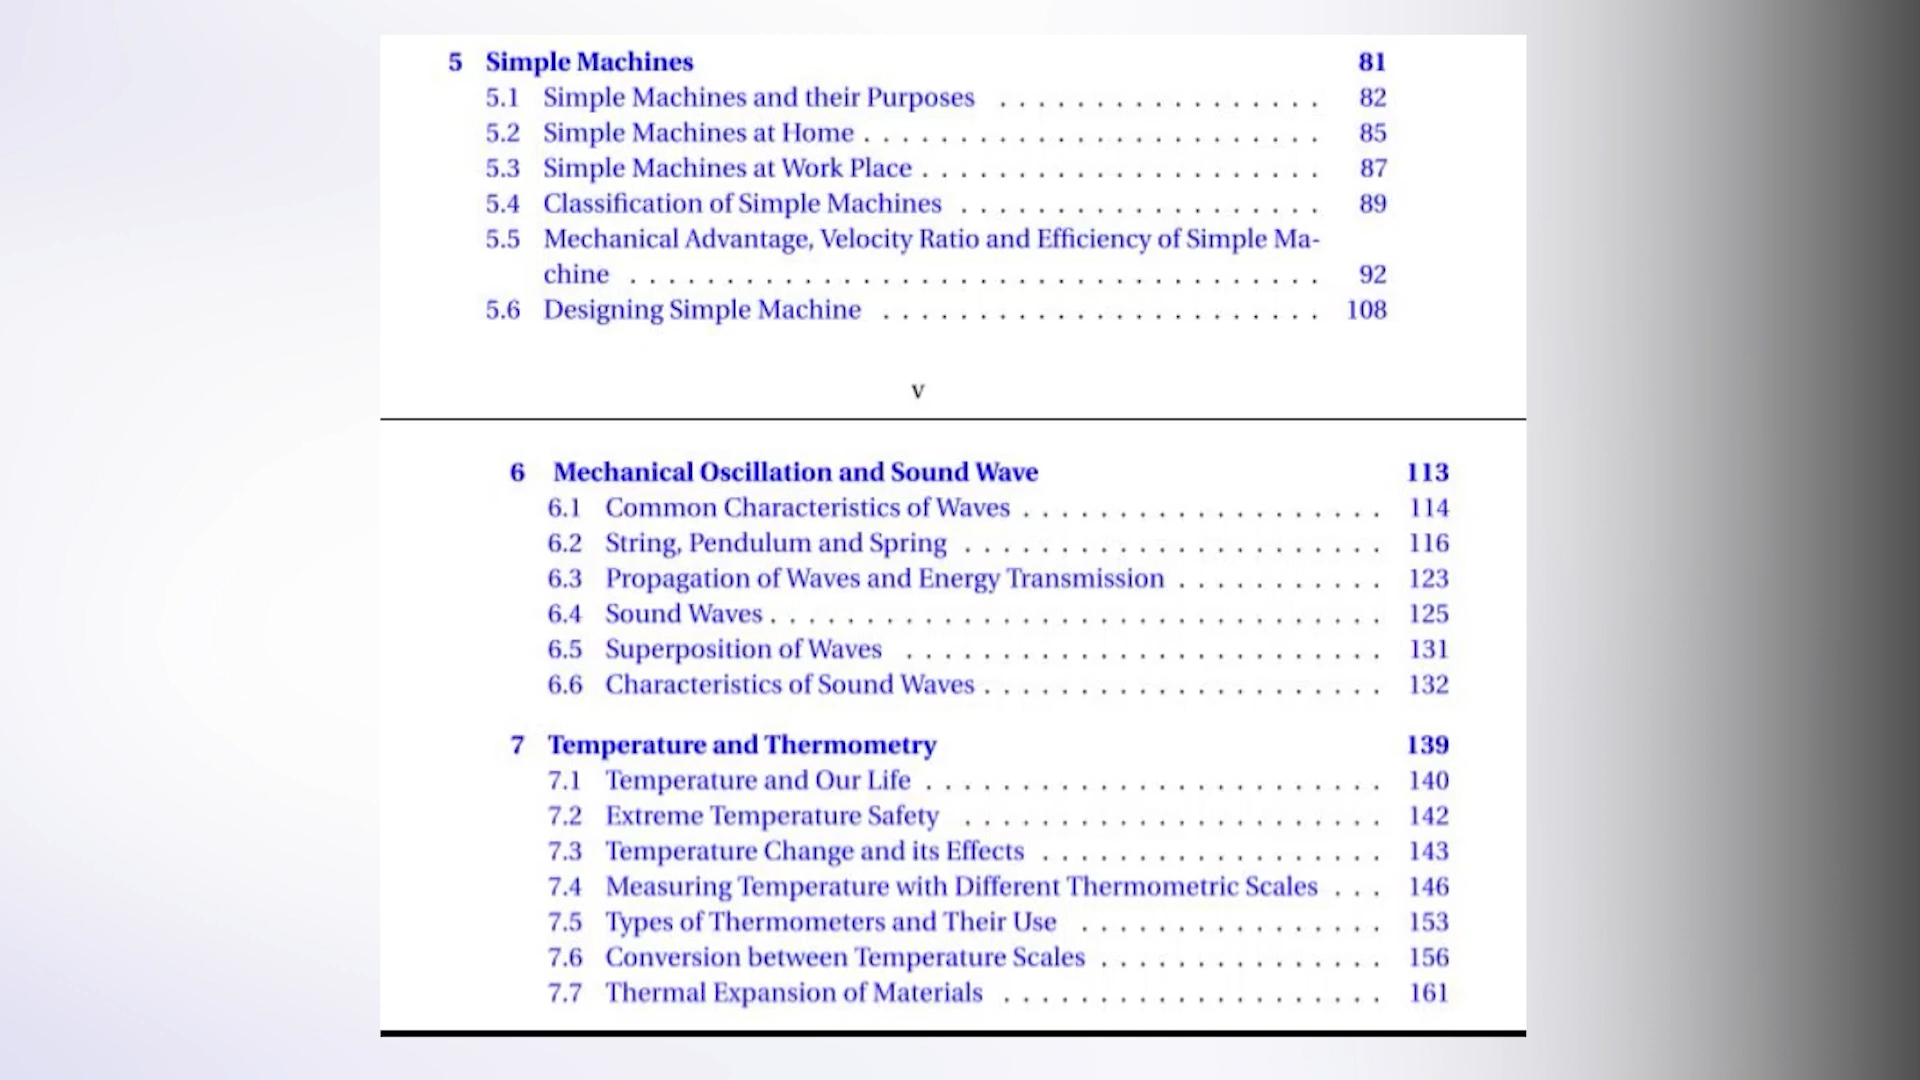 5 Simple Machines 81
5.1 Simple Machines and their Purposes . . . . . . . . . . . . . . . . . 82
5.2 Simple Machines at Home . . . . . . . . . . . . . . . . . . . . . . . . 85
5.3 Simple Machines at Work Place . . . . . . . . . . . . . . . . . . . . . 87
5.4 Classification of Simple Machines . . . . . . . . . . . . . . . . . . . 89
5.5 Mechanical Advantage, Velocity Ratio and Efficiency of Simple Ma-
chine . . . . . . . . . . . . . . . . . . . . . . . . . . . . . . . . . . . . 92
5.6 Designing Simple Machine . . . . . . . . . . . . . . . . . . . . . . . 108
v
6 Mechanical Oscillation and Sound Wave 113
6.1 Common Characteristics of Waves . . . . . . . . . . . . . . . . . . . 114
6.2 String, Pendulum and Spring . . . . . . . . . . . . . . . . . . . . . . 116
6.3 Propagation of Waves and Energy Transmission . . . . . . . . . . . 123
6.4 Sound Waves . . . . . . . . . . . . . . . . . . . . . . . . . . . . . . . . 125
6.5 Superposition of Waves . . . . . . . . . . . . . . . . . . . . . . . . . 131
6.6 Characteristics of Sound Waves . . . . . . . . . . . . . . . . . . . . . 132
7 Temperature and Thermometry 139
7.1 Temperature and Our Life . . . . . . . . . . . . . . . . . . . . . . . . 140
7.2 Extreme Temperature Safety . . . . . . . . . . . . . . . . . . . . . . 142
7.3 Temperature Change and its Effects . . . . . . . . . . . . . . . . . . 143
7.4 Measuring Temperature with Different Thermometric Scales . . . 146
7.5 Types of Thermometers and Their Use . . . . . . . . . . . . . . . . 153
7.6 Conversion between Temperature Scales . . . . . . . . . . . . . . . 156
7.7 Thermal Expansion of Materials . . . . . . . . . . . . . . . . . . . . 161